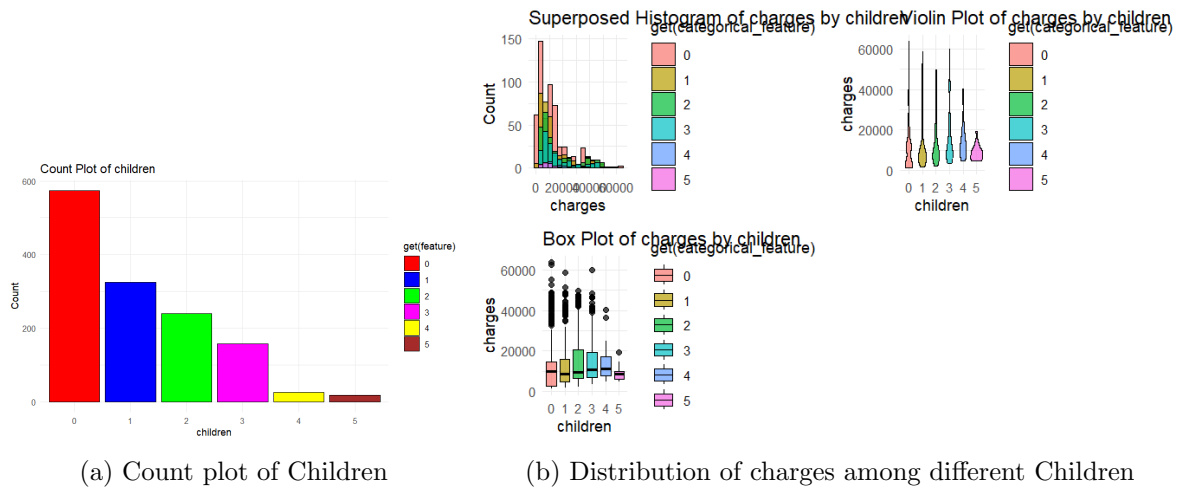 Count Plot of children
600
400
200
0
Count
0 1 2 3 4 5
children
get(feature)
0
1
2
3
4
5
(a) Count plot of Children
Superposed Histogram of charges by children
get(categorical_feature)
150
100
50
0
Count
0 20000 40000 60000
charges
0
1
2
3
4
5
Violin Plot of charges by children
get(categorical_feature)
60000
40000
20000
0
charges
0 1 2 3 4 5
children
0
1
2
3
4
5
Box Plot of charges by children
get(categorical_feature)
60000
40000
20000
0
charges
0 1 2 3 4 5
children
0
1
2
3
4
5
(b) Distribution of charges among different Children